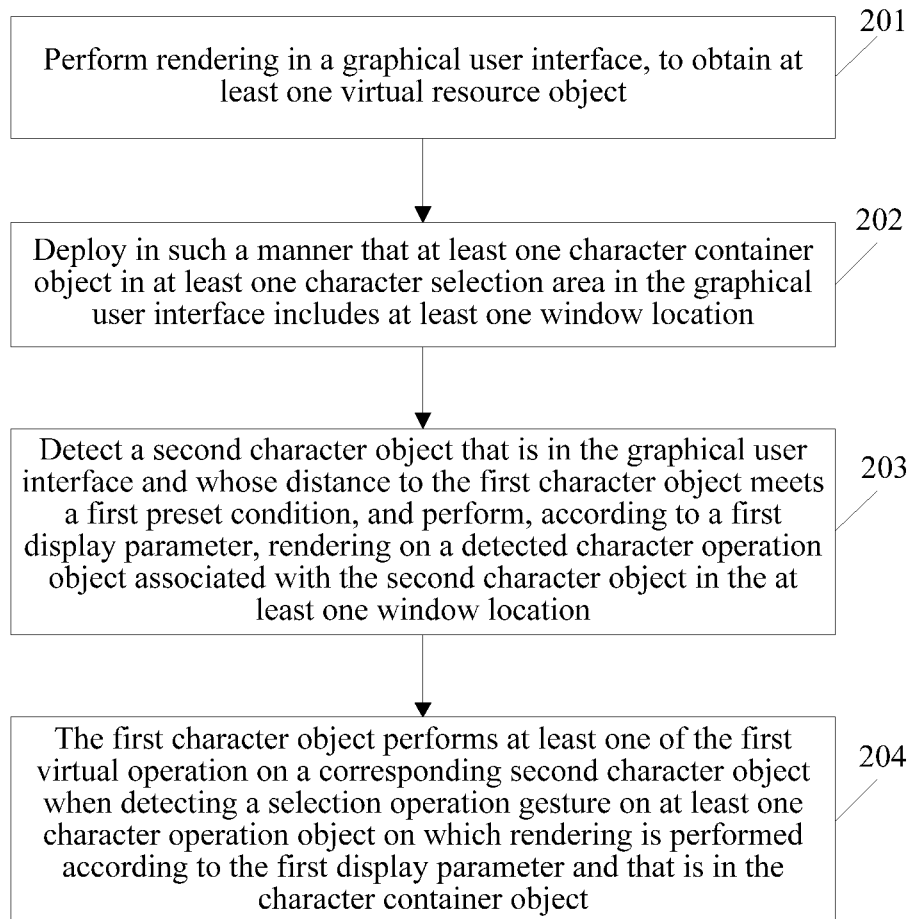 201
Perform rendering in a graphical user interface, to obtain at
least one virtual resource object
202
Deploy in such a manner that at least one character container
object in at least one character selection area in the graphical
user interface includes at least one window location
203
Detect a second character object that is in the graphical user
interface and whose distance to the first character object meets
a first preset condition, and perform, according to a first
display parameter, rendering on a detected character operation
object associated with the second character object in the at
least one window location
204
The first character object performs at least one of the first
virtual operation on a corresponding second character object
when detecting a selection operation gesture on at least one
character operation object on which rendering is performed
according to the first display parameter and that is in the
character container object